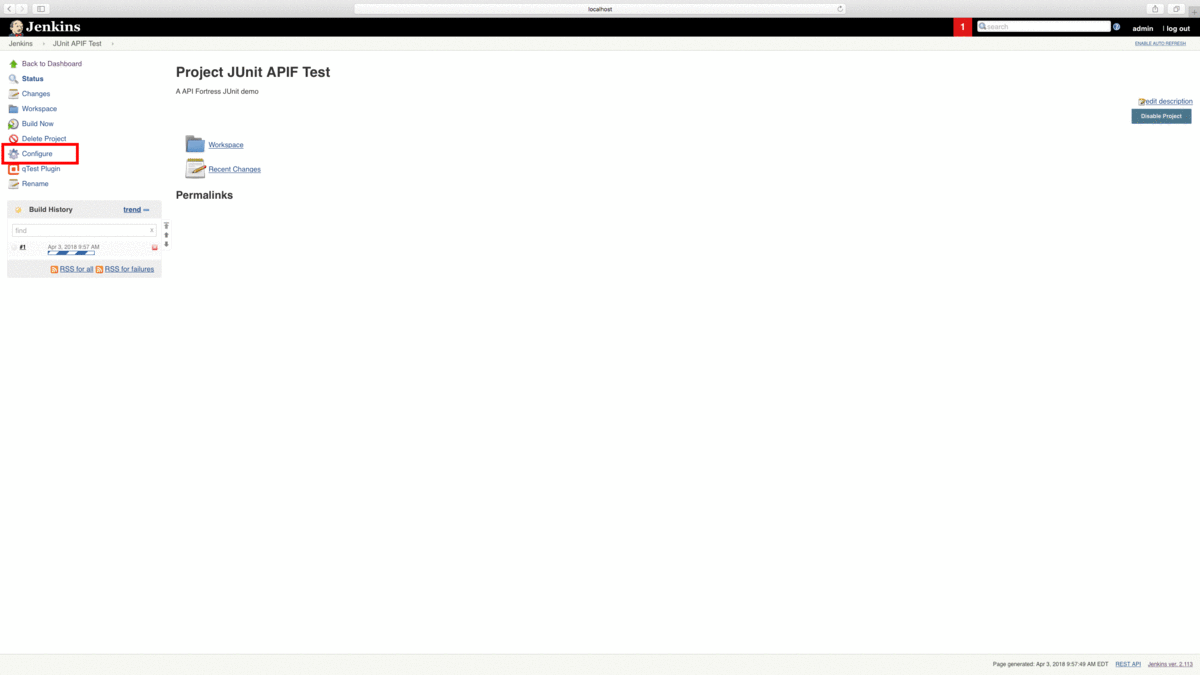 localhost
Jenkins
1
search
admin
| log out
Jenkins
JUnit APIF Test
ENABLE AUTO REFRESH
Back to Dashboard
Status
Changes
Workspace
Build Now
Delete Project
Configure
qTest Plugin
Rename
Project JUnit APIF Test
A API Fortress JUnit demo
edit description
Disable Project
Workspace
Recent Changes
Permalinks
Build History
trend
find
#1
Apr 3, 2018 9:57 AM
RSS for all
RSS for failures
Page generated: Apr 3, 2018 9:57:49 AM EDT
REST API
Jenkins ver. 2.113